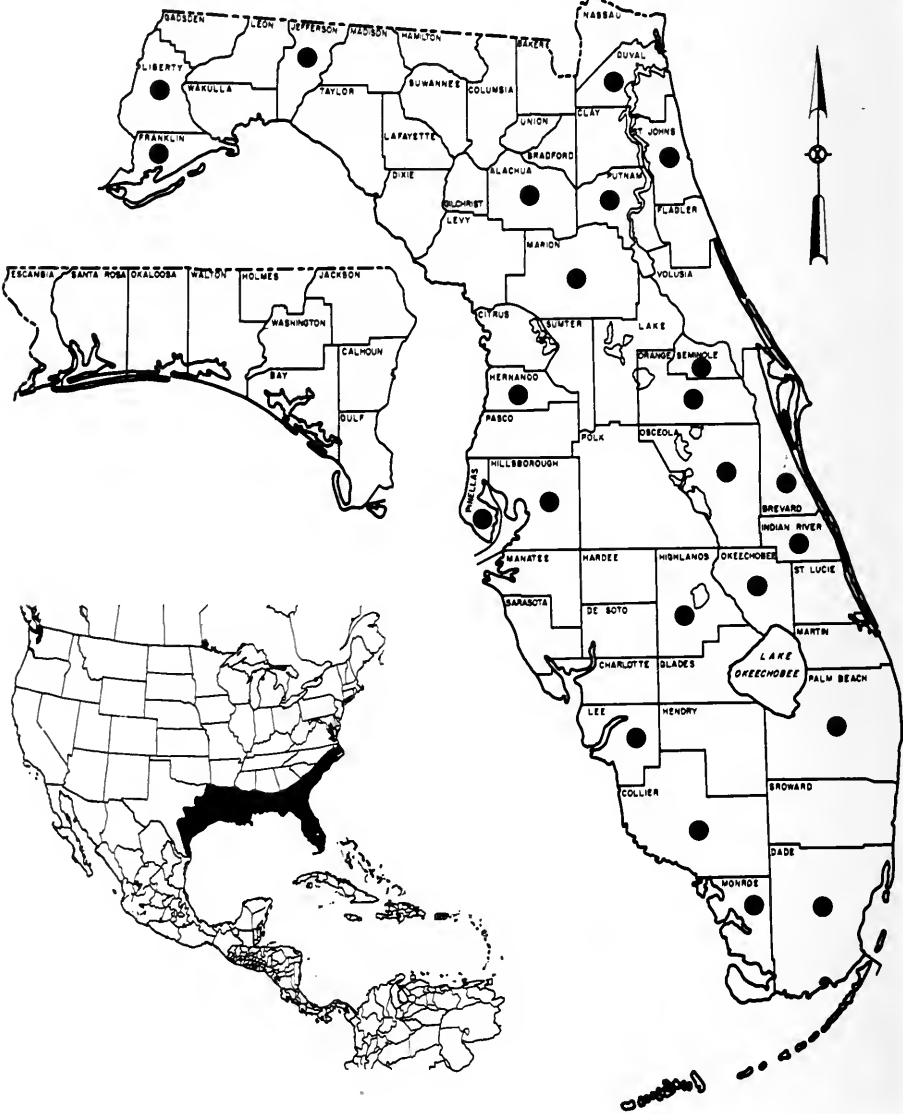 NASSAU
GADSDEN
LEON
JEFFERSON
MADISON
HAMILTON
BAKER
DUVAL
LIBERTY
WAKULLA
TAYLOR
SUWANNEE
COLUMBIA
UNION
CLAY
ST JOHNS
FRANKLIN
LAFAYETTE
BRADFORD
DIXIE
ALACHUA
PUTNAM
GILCHRIST
FLADLER
LEVY
MARION
VOLUSIA
ESCANBIA
SANTA ROSA
OKALOOSA
WALTON
HOLMES
JACKSON
WASHINGTON
CALHOUN
BAY
GULF
CITRUS
SUMTER
LAKE
ORANGE
SEMINOLE
HERNANDO
PASCO
POLK
OSCEOLA
PINELLAS
HILLSBOROUGH
BREVARD
INDIAN RIVER
MANATEE
HARDEE
HIGHLANDS
OKEECHOBEE
ST LUCIE
SARASOTA
DE SOTO
MARTIN
CHARLOTTE
GLADES
LAKE
OKEECHOBEE
PALM BEACH
LEE
HENDRY
COLLIER
BROWARD
DADE
MONROE